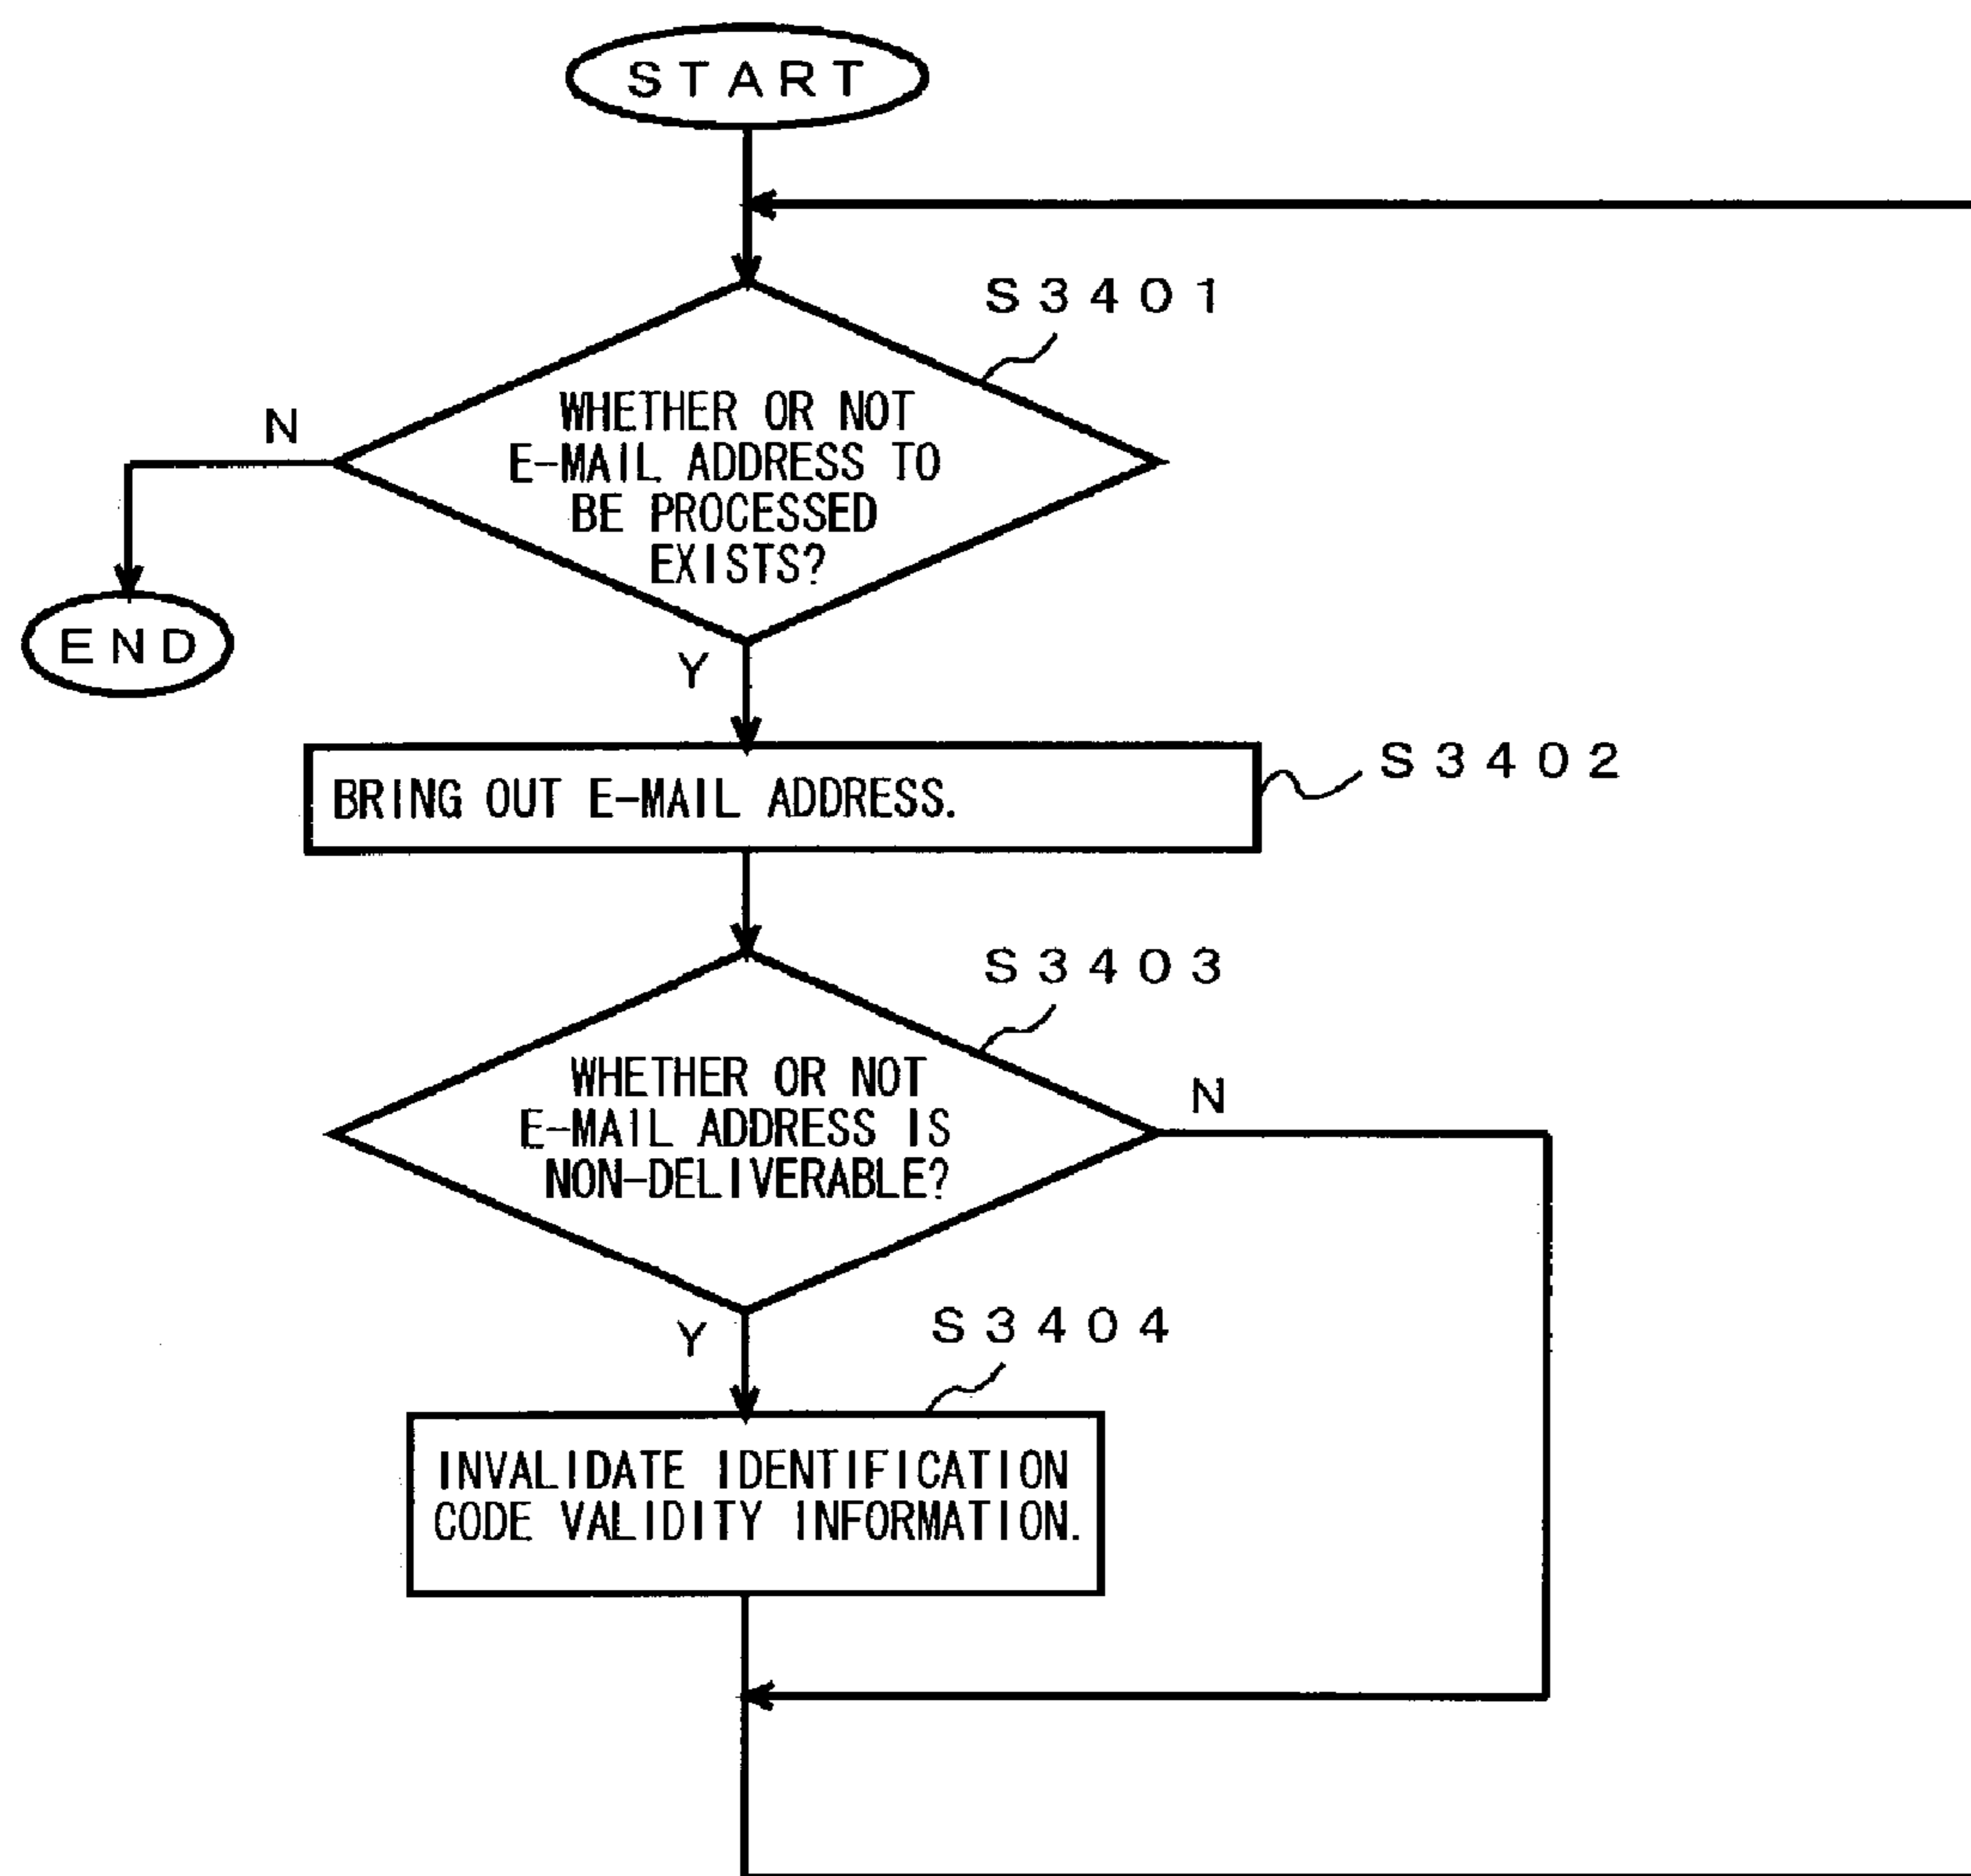 START
S3401
WHETHER OR NOT
E-MAIL ADDRESS TO
BE PROCESSED
EXISTS?
N
END
Y
BRING OUT E-MAIL ADDRESS.
S3402
S3403
WHETHER OR NOT
E-MAIL ADDRESS IS
NON-DELIVERABLE?
N
Y
S3404
INVALIDATE IDENTIFICATION
CODE VALIDITY INFORMATION.